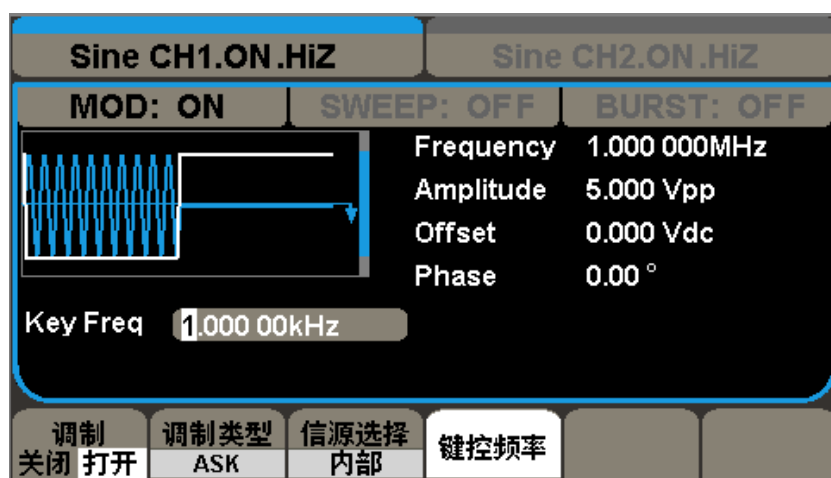 Sine CH1.ON.HiZ
Sine CH2.ON.HiZ
MOD: ON
SWEEP: OFF
BURST: OFF
Frequency 1.000 000MHz
Amplitude 5.000 Vpp
Offset 0.000 Vdc
Phase 0.00 °
Key Freq 1.000 00kHz
调制
关闭 打开
调制类型
ASK
信源选择
内部
键控频率